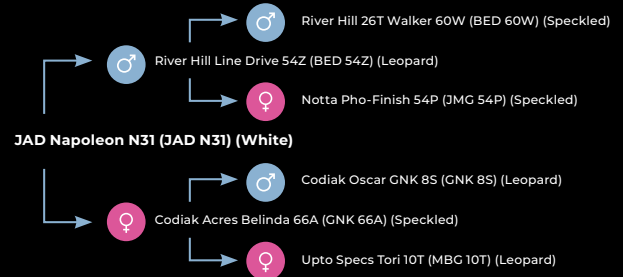 River Hill 26T Walker 60W (BED 60W) (Speckled)
River Hill Line Drive 54Z (BED 54Z) (Leopard)
Notta Pho-Finish 54P (JMG 54P) (Speckled)
JAD Napoleon N31 (JAD N31) (White)
Codiak Oscar GNK 8S (GNK 8S) (Leopard)
Codiak Acres Belinda 66A (GNK 66A) (Speckled)
Upto Specs Tori 10T (MBG 10T) (Leopard)